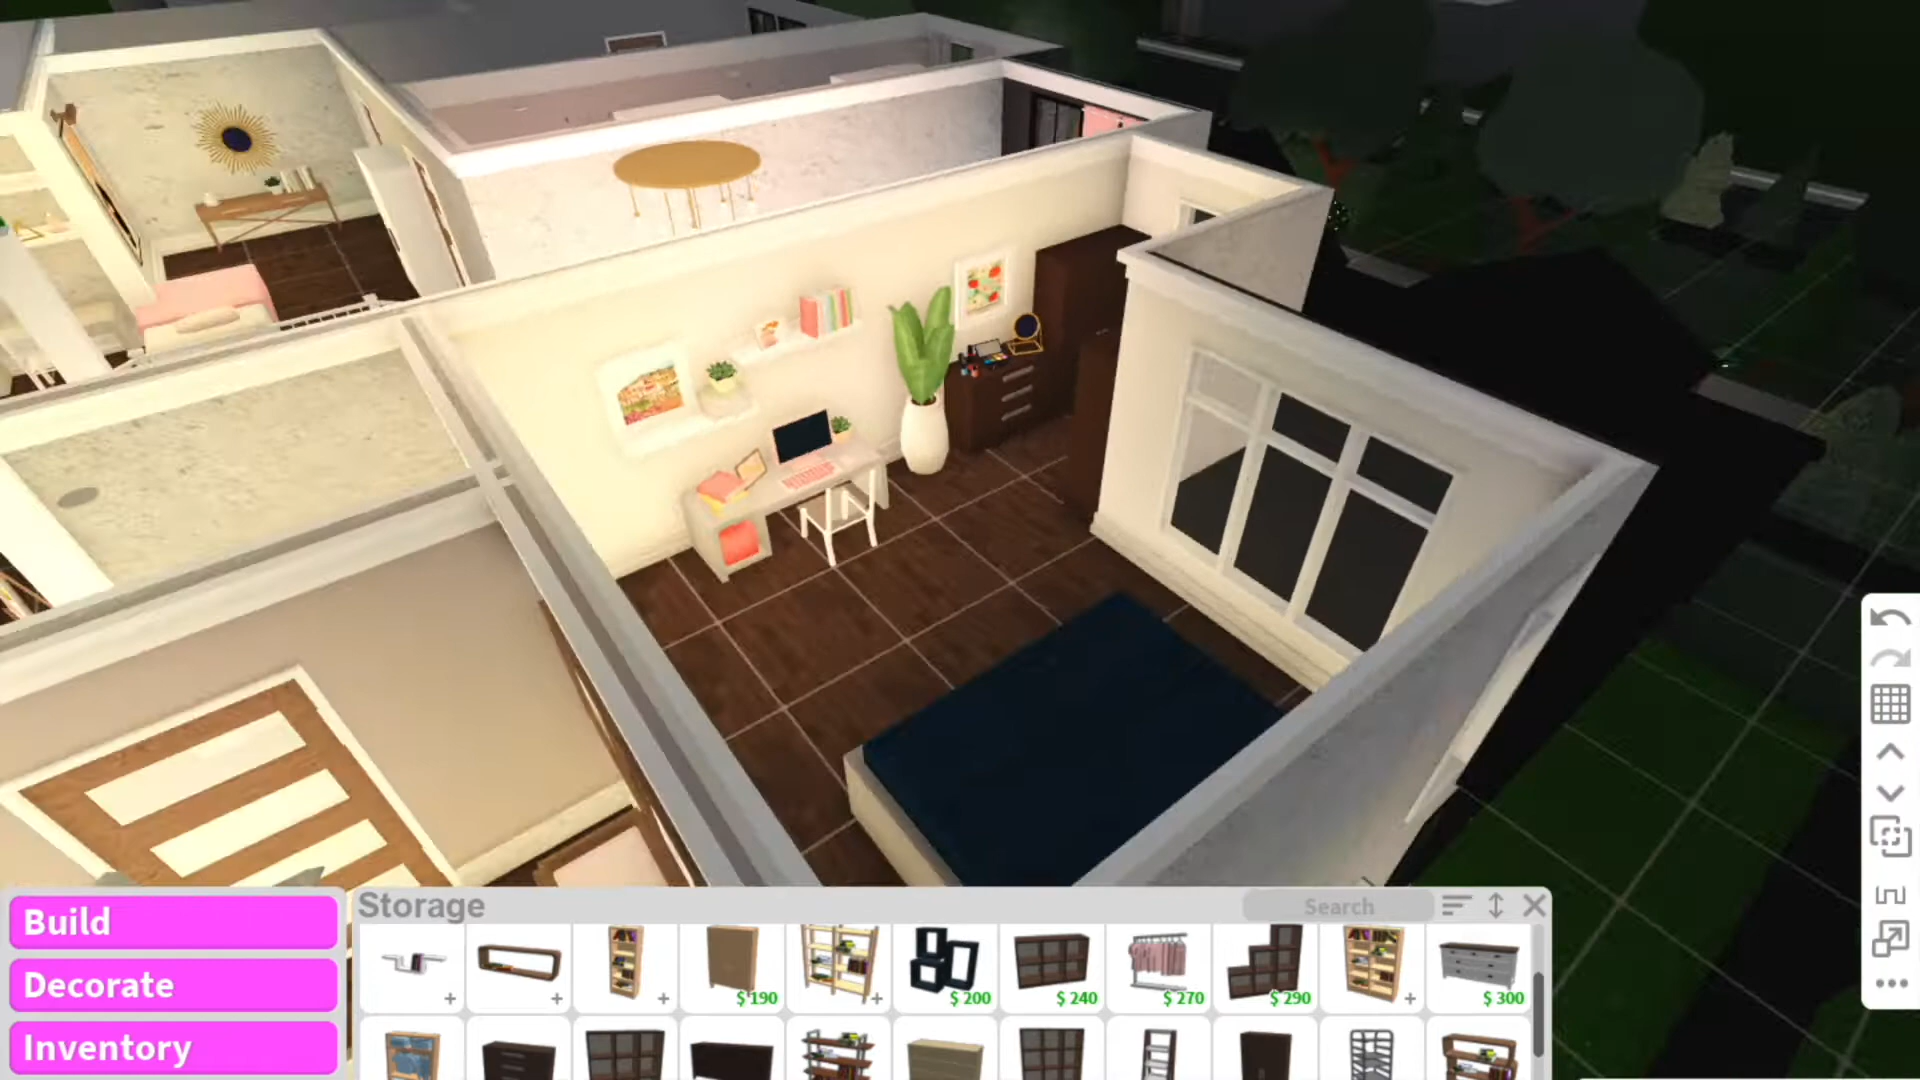 Build
Decorate
Inventory
Storage
Search
+
+
+
$190
+
$200
$240
$270
$290
+
$300